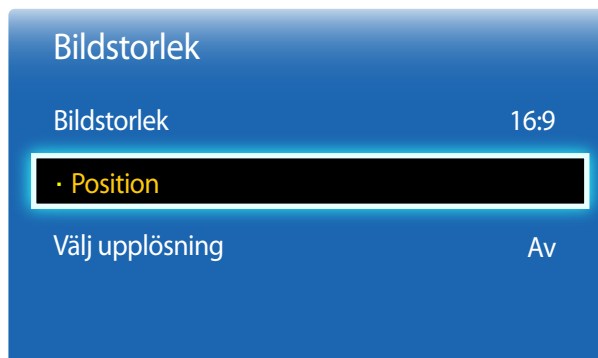 Bildstorlek
Bildstorlek 16:9
· Position
Välj upplösning Av